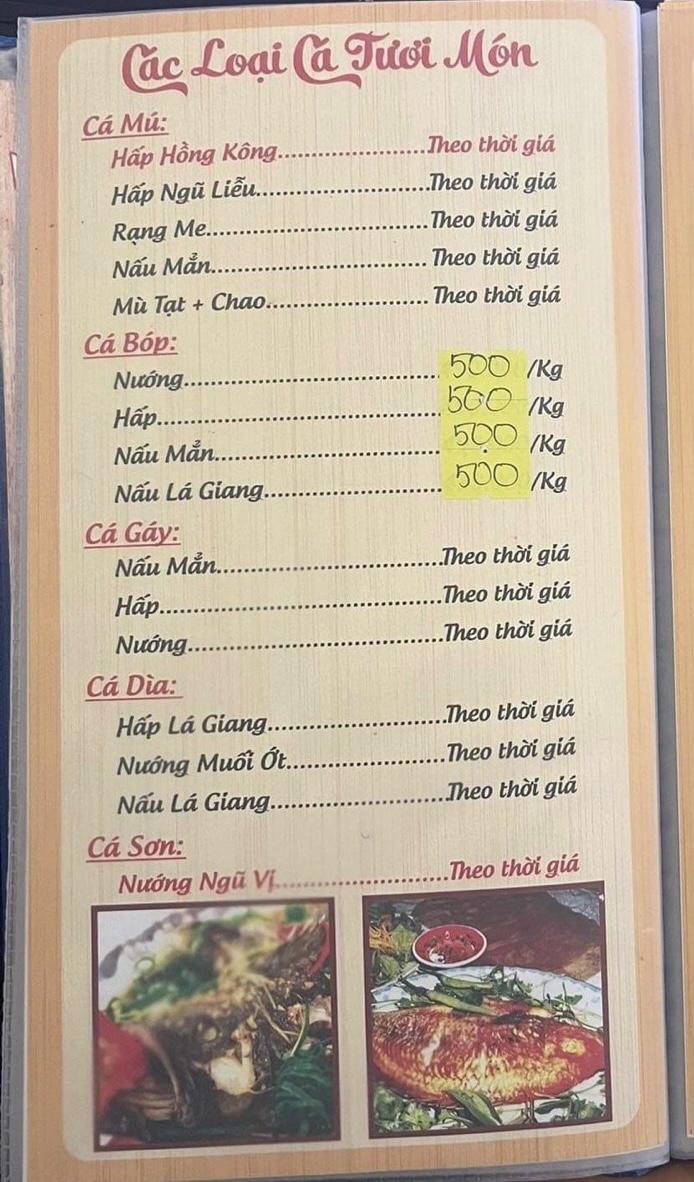 Các Loại Cá Tươi Món
Cá Mú:
Hấp Hồng Kông......................Theo thời giá
Hấp Ngũ Liễu..........................Theo thời giá
Rạng Me.................................Theo thời giá
Nấu Mẳn................................Theo thời giá
Mù Tạt + Chao........................Theo thời giá
Cá Bóp:
Nướng......................................500 /Kg
Hấp..........................................500 /Kg
Nấu Mẳn..................................500 /Kg
Nấu Lá Giang...........................500 /Kg
Cá Gáy:
Nấu Mẳn.................................Theo thời giá
Hấp.........................................Theo thời giá
Nướng.....................................Theo thời giá
Cá Dìa:
Hấp Lá Giang..........................Theo thời giá
Nướng Muối Ớt.......................Theo thời giá
Nấu Lá Giang..........................Theo thời giá
Cá Sơn:
Nướng Ngũ Vị.........................Theo thời giá